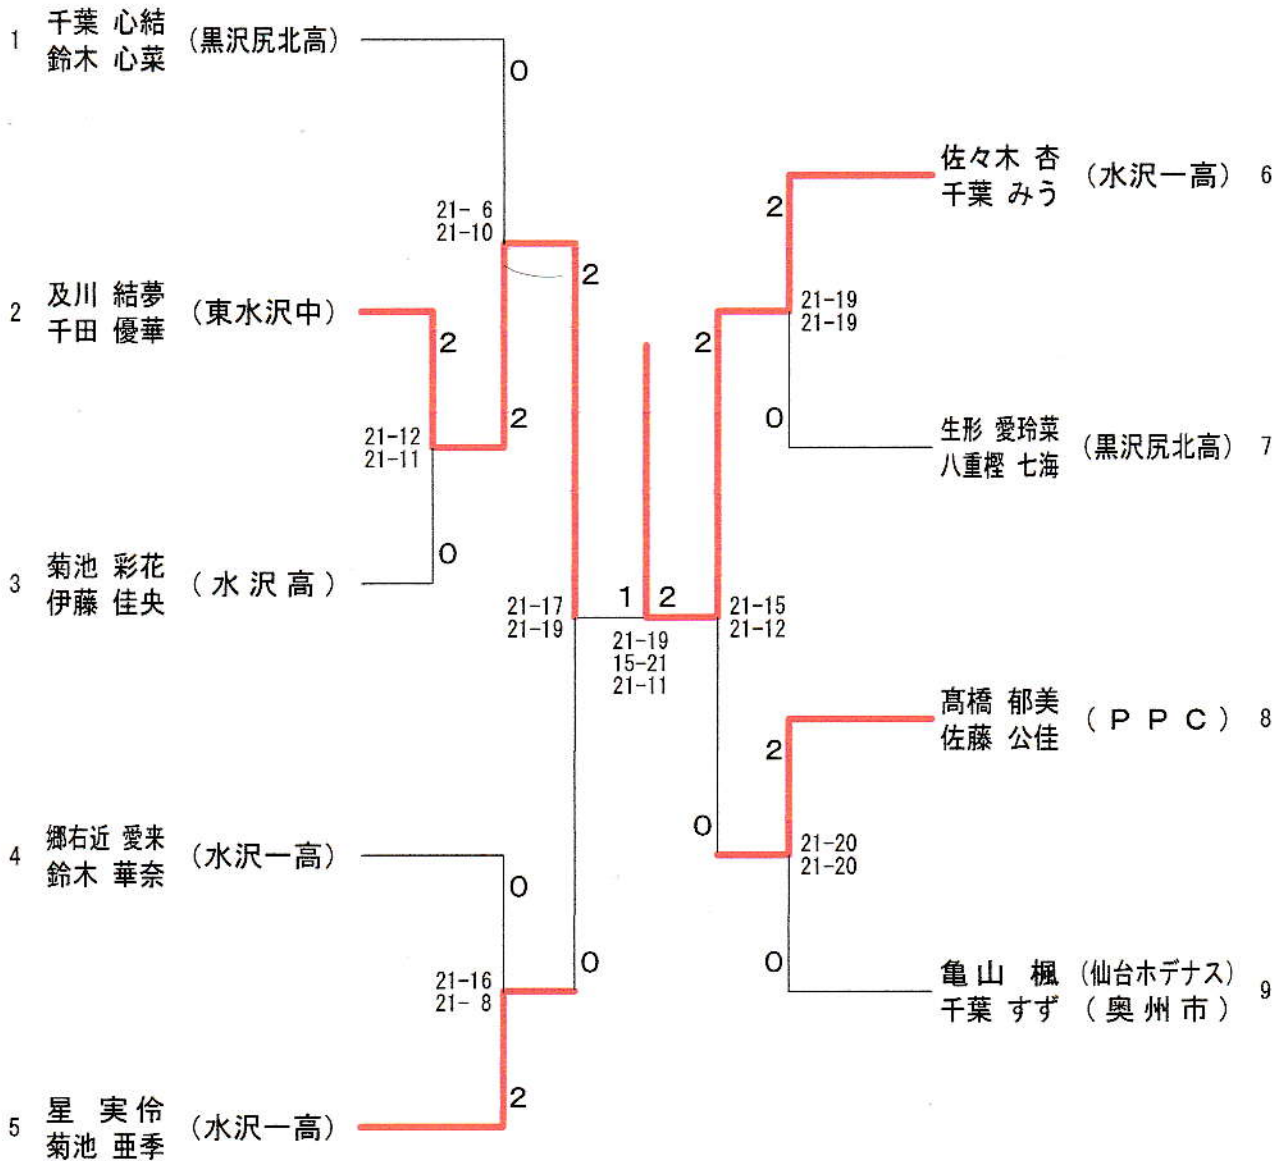 1 千葉 心結 (黒沢尻北高)
鈴木 心菜
0
21- 6
21-10
2
2 及川 結夢 (東水沢中)
千田 優華
2
2
21-12
21-11
0
3 菊池 彩花 (水沢高)
伊藤 佳央
21-17
21-19
4 郷右近 愛来 (水沢一高)
鈴木 華奈
0
0
21-16
21- 8
2
5 星 実伶 (水沢一高)
菊池 亜季
1 2
21-19
15-21
21-11
佐々木 杏 (水沢一高) 6
千葉 みう
2
21-19
21-19
2
0
生形 愛玲菜 (黒沢尻北高) 7
八重樫 七海
21-15
21-12
髙橋 郁美 (PPC) 8
佐藤 公佳
2
0
21-20
21-20
0
亀山 楓 (仙台ホデナス) 9
千葉 すず (奥州市)